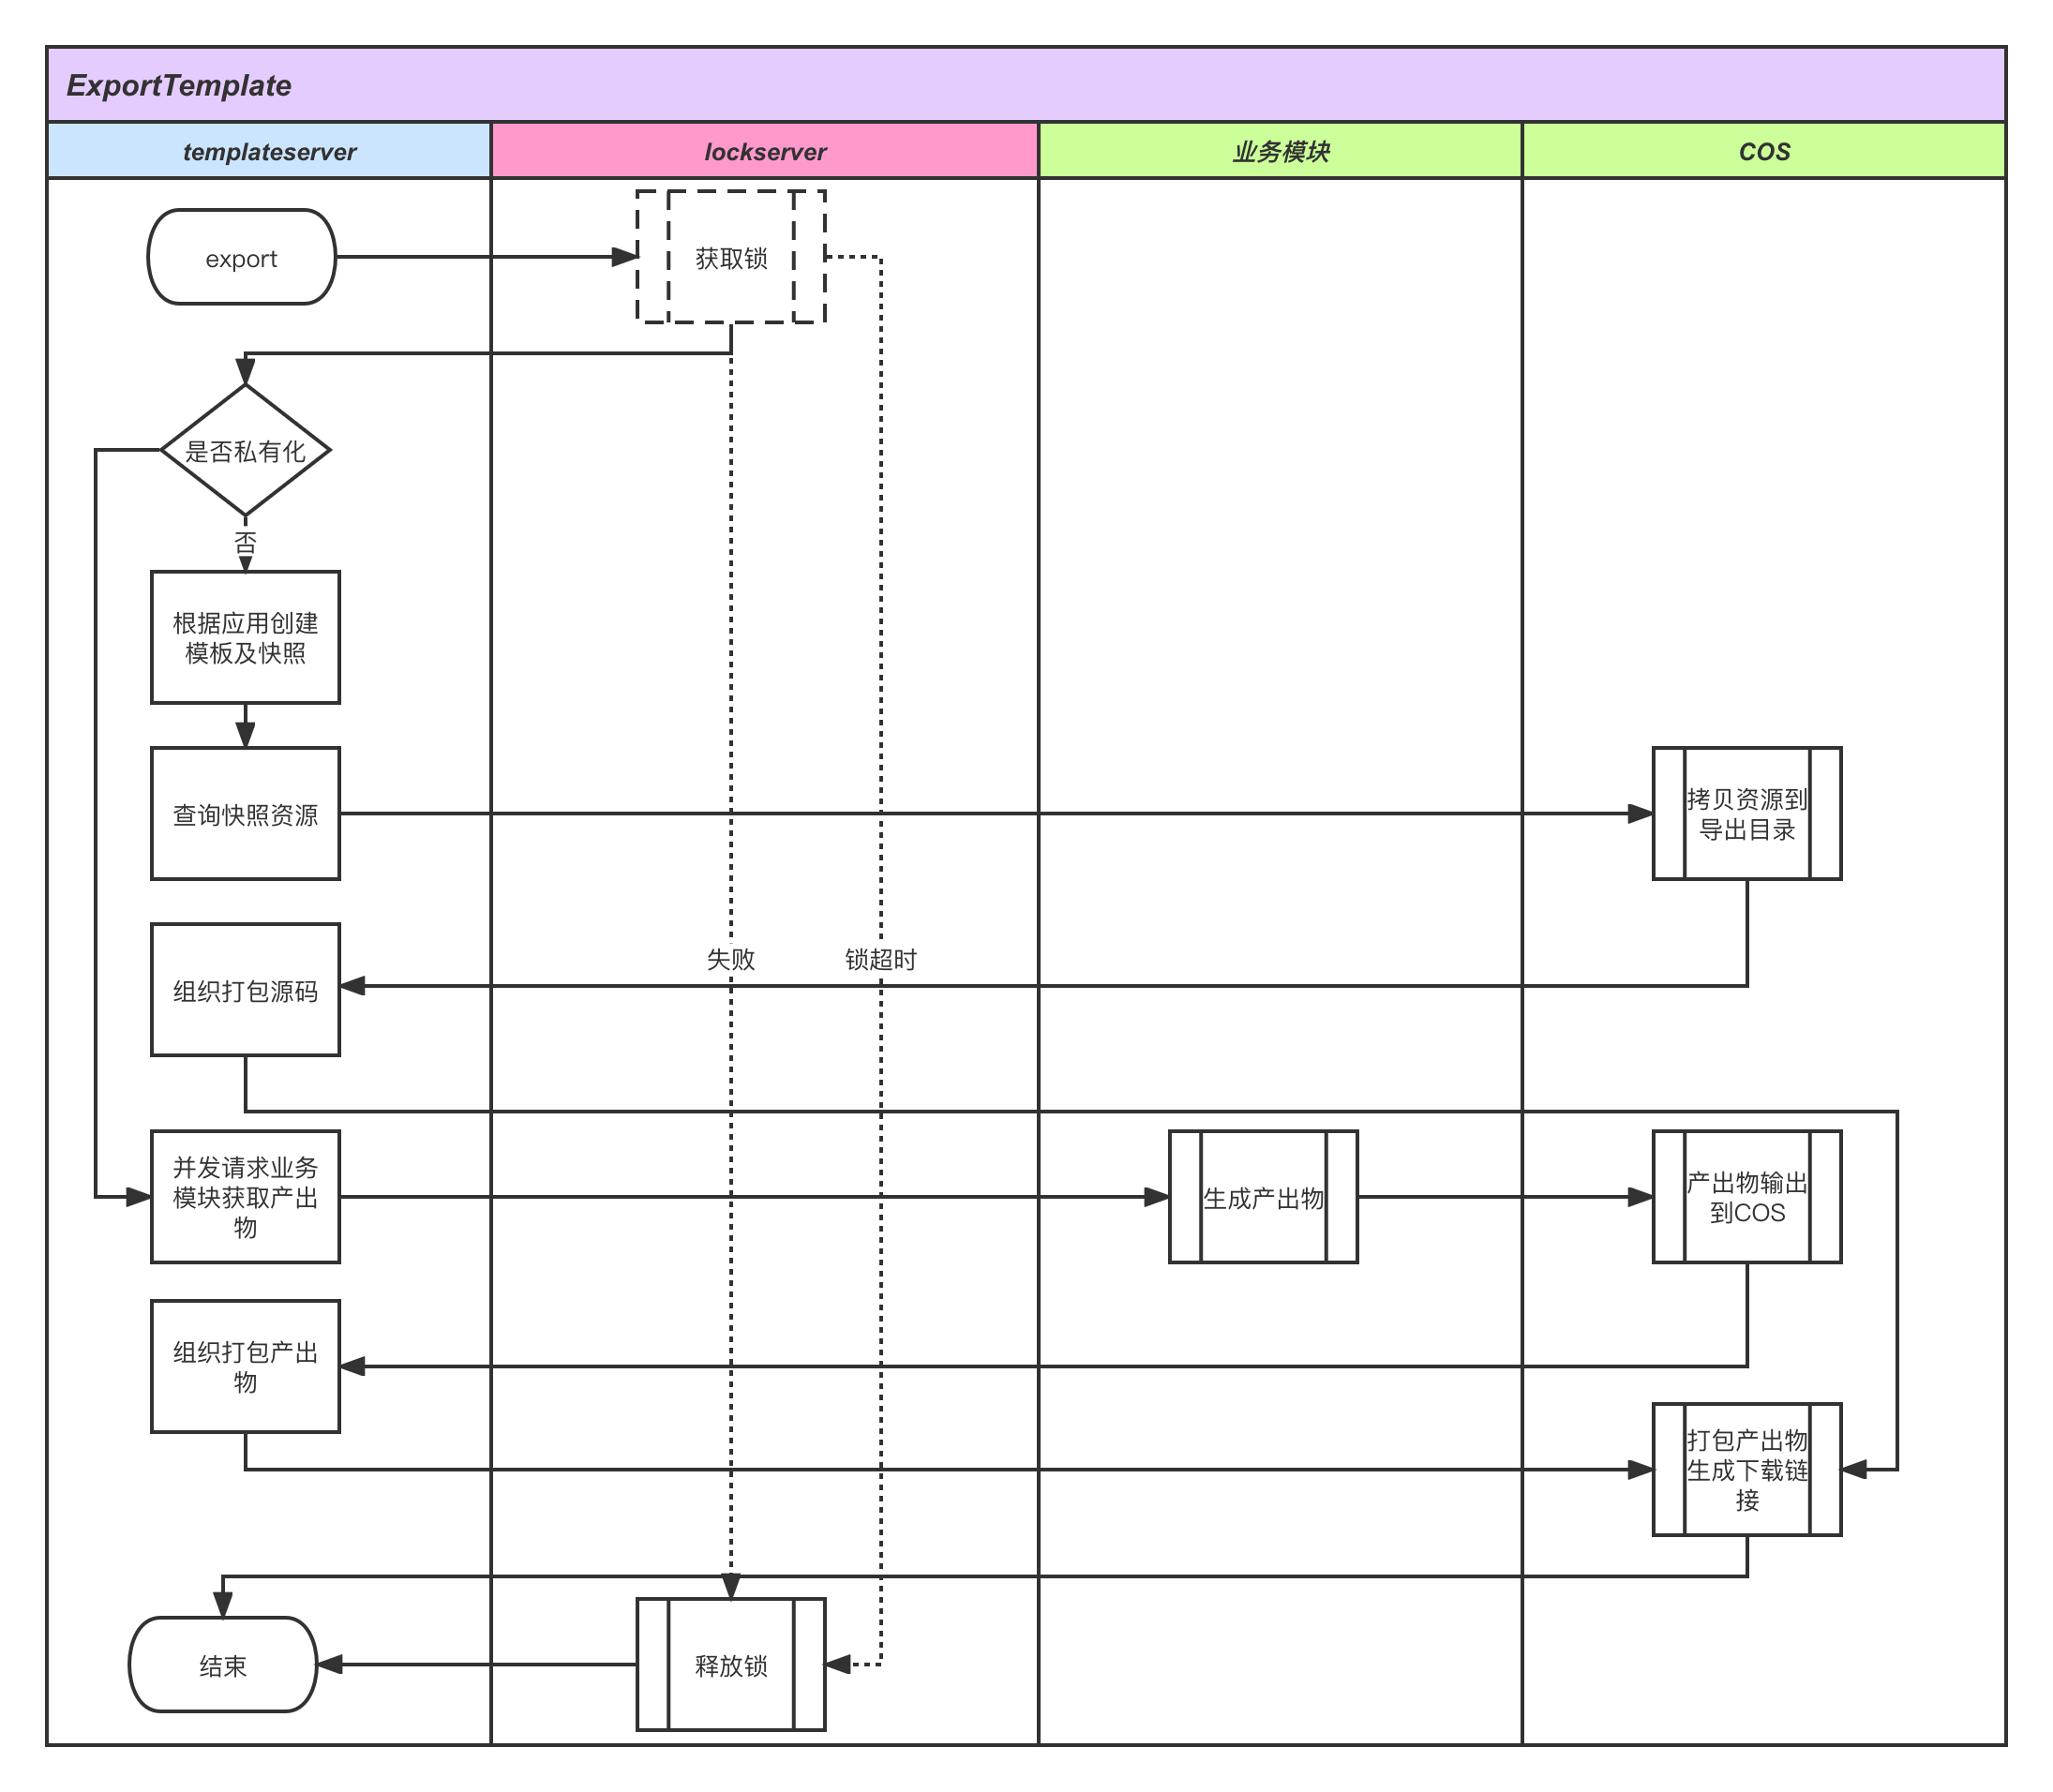 ExportTemplate
templateserver
lockserver
业务模块
COS
export
获取锁
是否私有化
否
根据应用创建
模板及快照
查询快照资源
拷贝资源到
导出目录
失败
锁超时
组织打包源码
并发请求业务
模块获取产出
物
生成产出物
产出物输出
到COS
组织打包产出
物
打包产出物
生成下载链
接
结束
释放锁